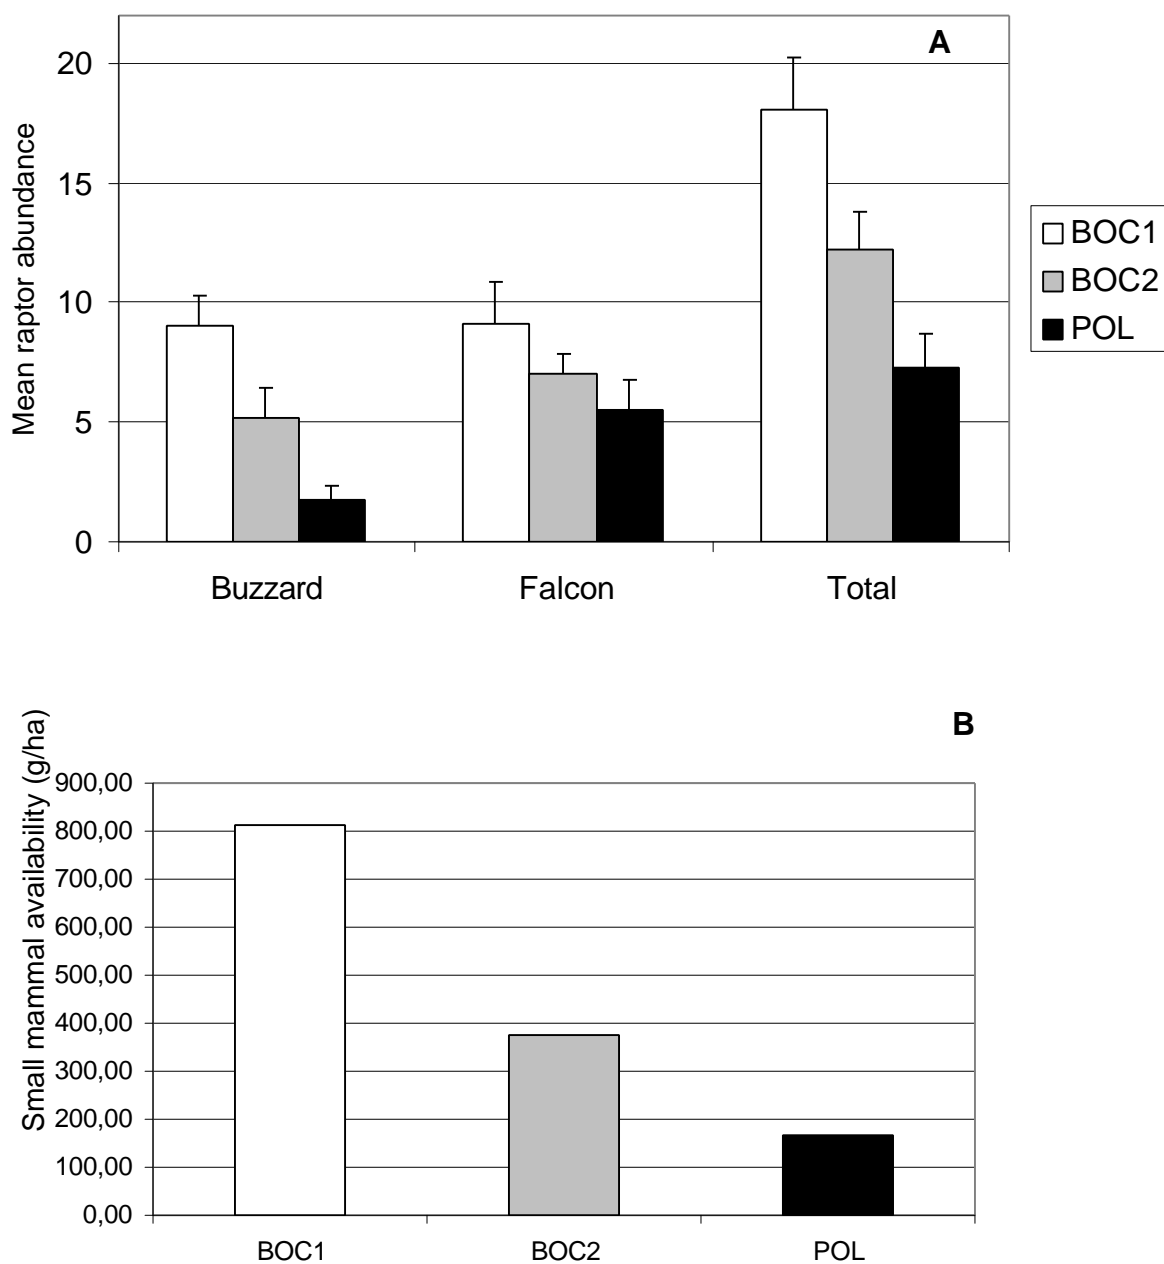 A
Mean raptor abundance
20
15
10
5
0
Buzzard Falcon Total
BOC1
BOC2
POL
B
Small mammal availability (g/ha)
900,00
800,00
700,00
600,00
500,00
400,00
300,00
200,00
100,00
0,00
BOC1 BOC2 POL